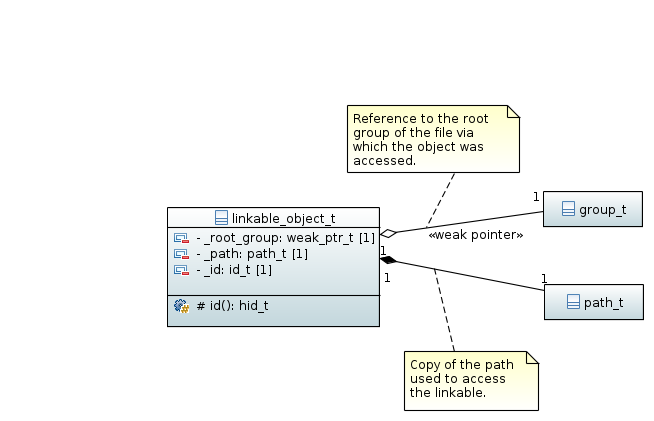 Reference to the root
group of the file via
which the object was
accessed.
1
group_t
linkable_object_t
«weak pointer»
- _root_group: weak_ptr_t [1]
- _path: path_t [1]
- _id: id_t [1]
# id(): hid_t
1
1
1
path_t
Copy of the path
used to access
the linkable.